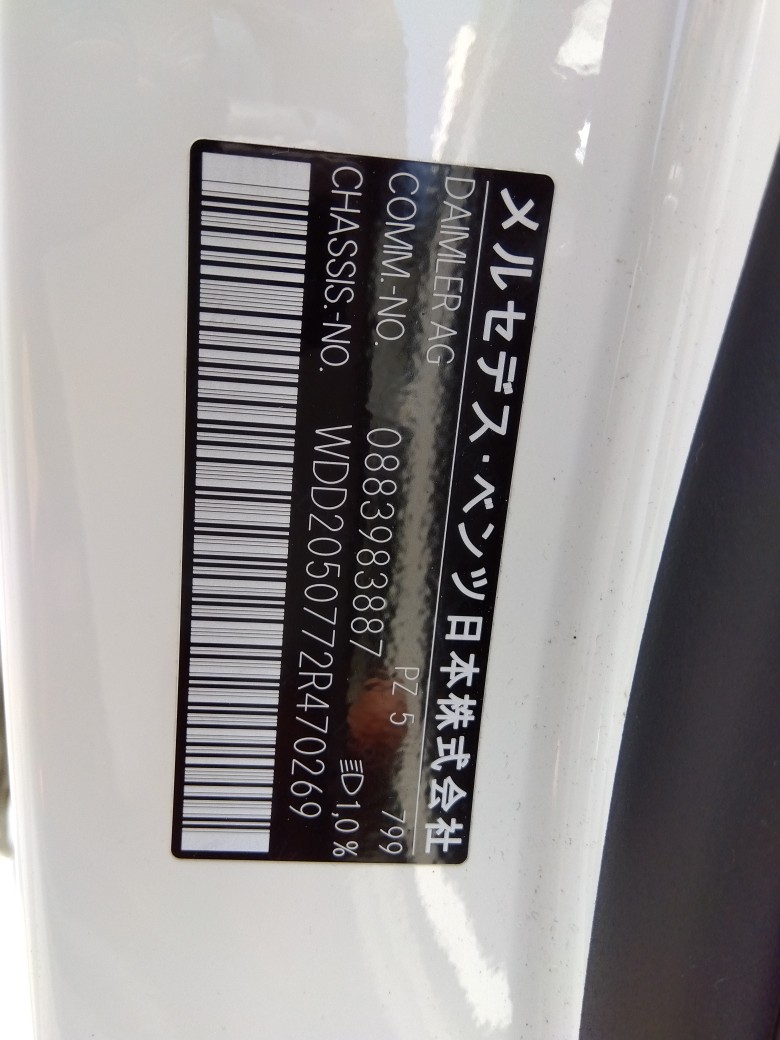 メルセデス・ベンツ日本株式会社
DAIMLER AG
COMM.-NO. 0883983887 PZ 5 799
CHASSIS.-NO. WDD2050772R470269 1,0 %